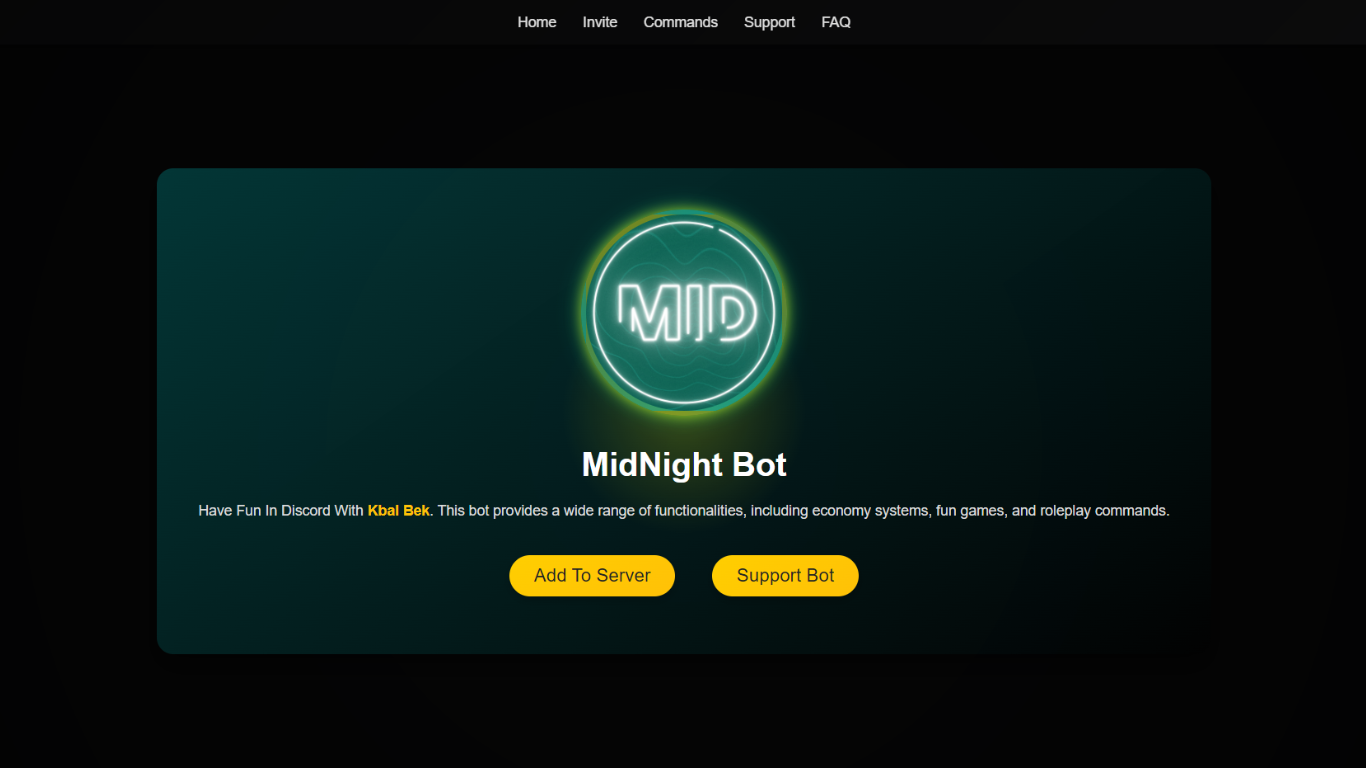 Home Invite Commands Support FAQ
MID
MidNight Bot
Have Fun In Discord With Kbal Bek. This bot provides a wide range of functionalities, including economy systems, fun games, and roleplay commands.
Add To Server Support Bot